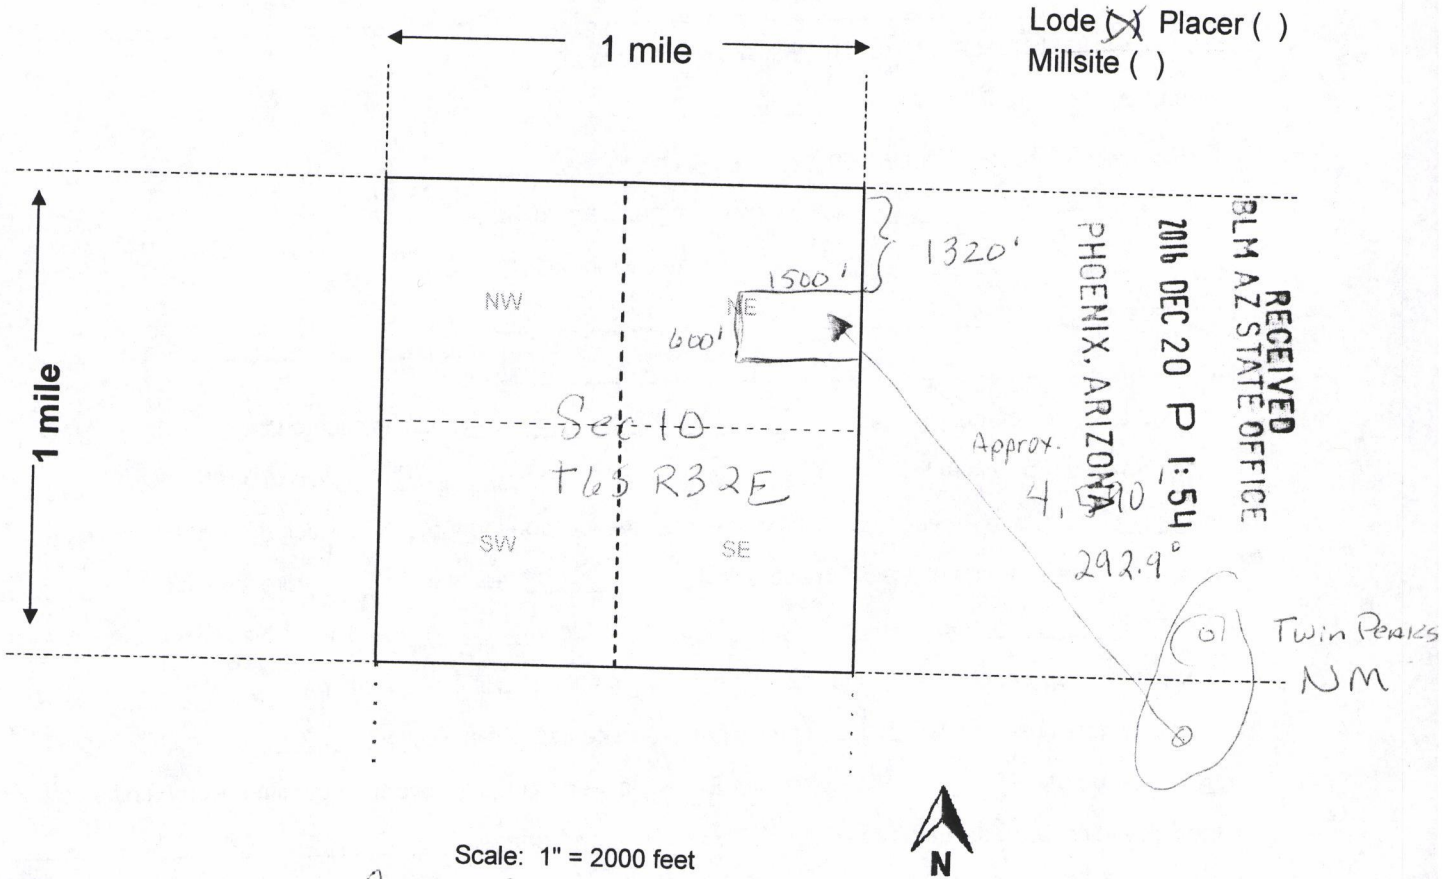 Lode (X) Placer ( )
Millsite ( )
1 mile
1 mile
NW
NE
1320'
1500'
600'
Sec 10
T6S R32E
SW
SE
Approx.
292.9°
Twin Peaks
NM
RECEIVED
BLM AZ STATE OFFICE
2016 DEC 20 P 1:54
PHOENIX, ARIZONA
Scale: 1" = 2000 feet
N